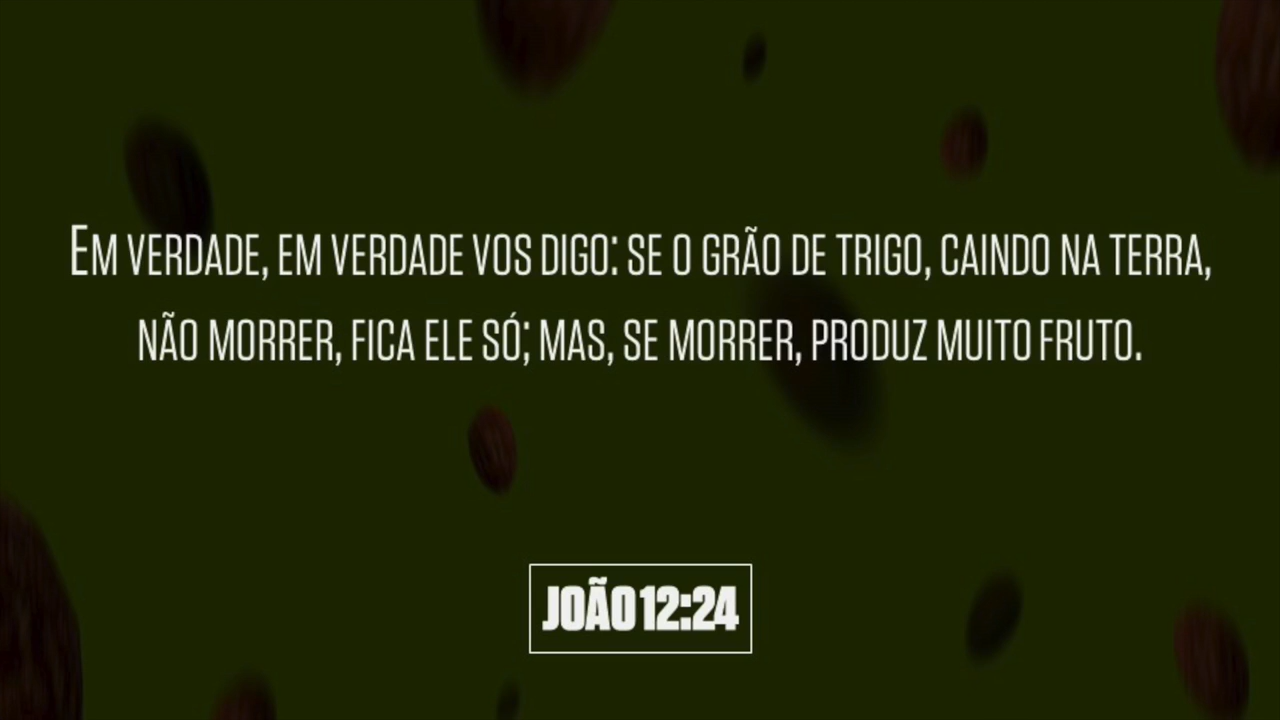 Em verdade, em verdade vos digo: se o grão de trigo, caindo na terra,
não morrer, fica ele só; mas, se morrer, produz muito fruto.
JOÃO 12:24